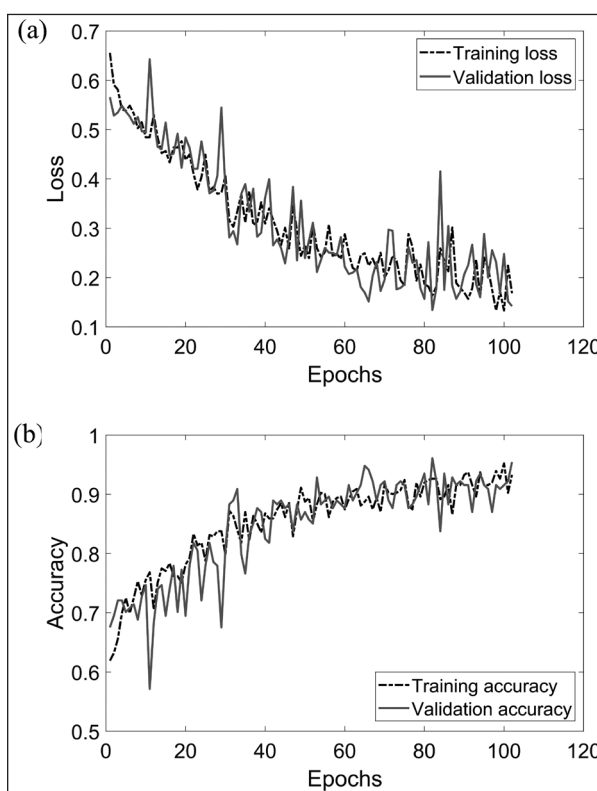 (a)
0.7
0.6
0.5
0.4
0.3
0.2
0.1
Loss
Training loss
Validation loss
0 20 40 60 80 100 120
Epochs
(b)
1
0.9
0.8
0.7
0.6
0.5
Accuracy
Training accuracy
Validation accuracy
0 20 40 60 80 100 120
Epochs